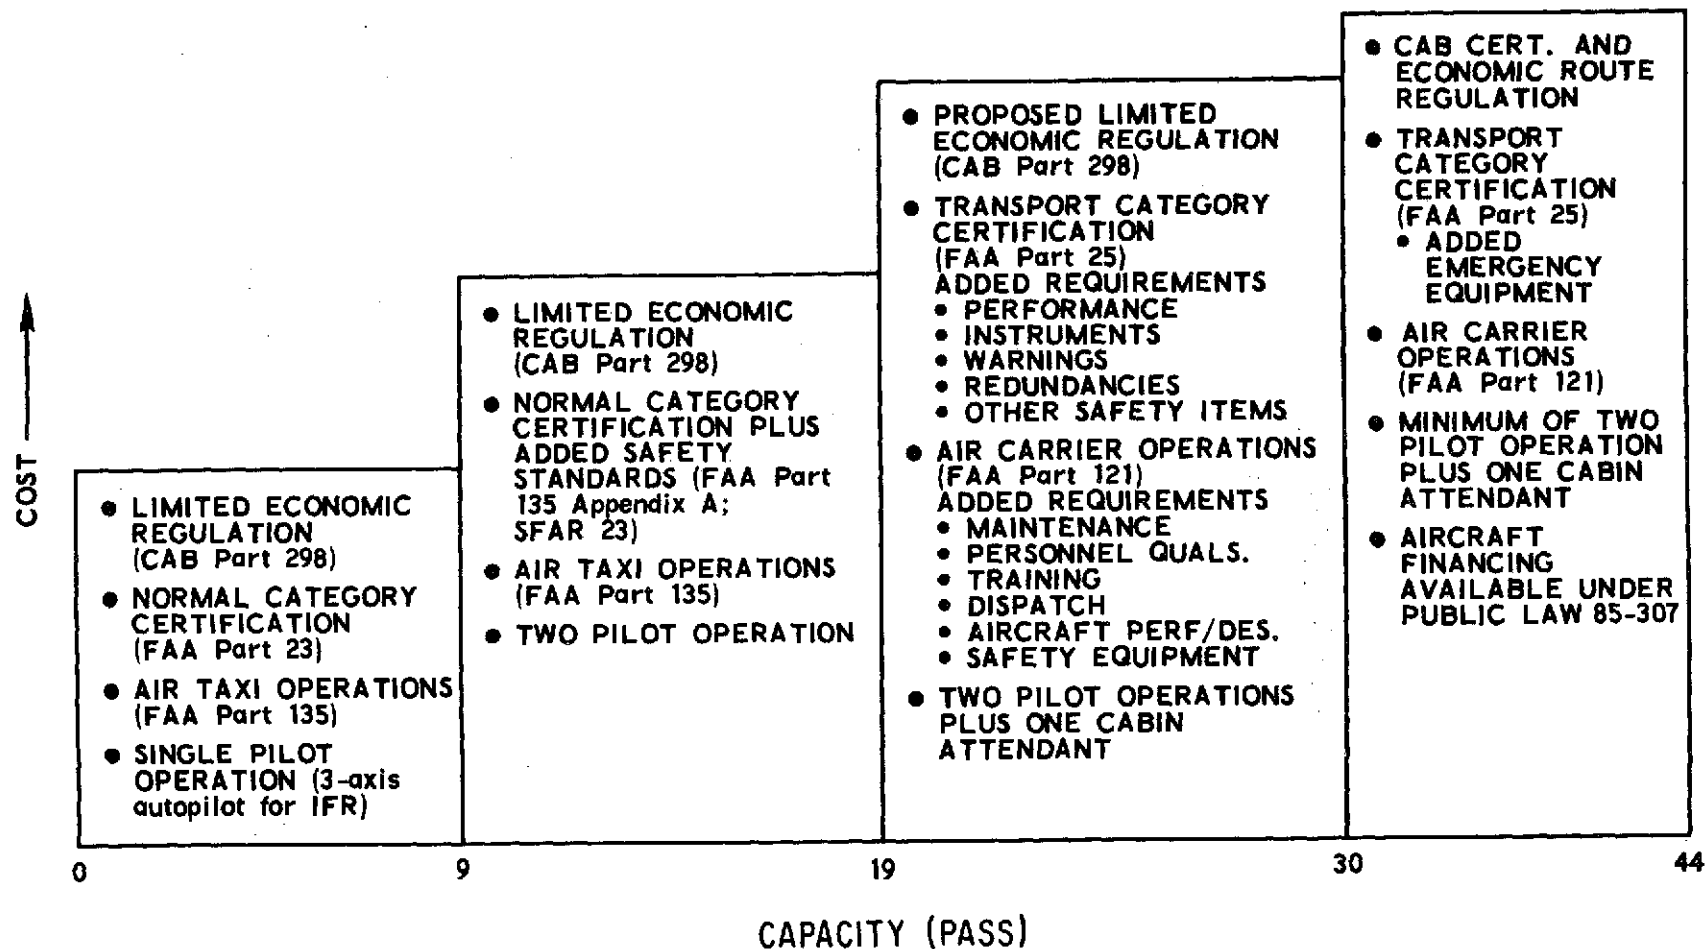 COST
● LIMITED ECONOMIC
REGULATION
(CAB Part 298)
● NORMAL CATEGORY
CERTIFICATION
(FAA Part 23)
● AIR TAXI OPERATIONS
(FAA Part 135)
● SINGLE PILOT
OPERATION (3-axis
autopilot for IFR)
● LIMITED ECONOMIC
REGULATION
(CAB Part 298)
● NORMAL CATEGORY
CERTIFICATION PLUS
ADDED SAFETY
STANDARDS (FAA Part
135 Appendix A;
SFAR 23)
● AIR TAXI OPERATIONS
(FAA Part 135)
● TWO PILOT OPERATION
● PROPOSED LIMITED
ECONOMIC REGULATION
(CAB Part 298)
● TRANSPORT CATEGORY
CERTIFICATION
(FAA Part 25)
ADDED REQUIREMENTS
• PERFORMANCE
• INSTRUMENTS
• WARNINGS
• REDUNDANCIES
• OTHER SAFETY ITEMS
● AIR CARRIER OPERATIONS
(FAA Part 121)
ADDED REQUIREMENTS
• MAINTENANCE
• PERSONNEL QUALS.
• TRAINING
• DISPATCH
• AIRCRAFT PERF/DES.
• SAFETY EQUIPMENT
● TWO PILOT OPERATIONS
PLUS ONE CABIN
ATTENDANT
● CAB CERT. AND
ECONOMIC ROUTE
REGULATION
● TRANSPORT
CATEGORY
CERTIFICATION
(FAA Part 25)
• ADDED
EMERGENCY
EQUIPMENT
● AIR CARRIER
OPERATIONS
(FAA Part 121)
● MINIMUM OF TWO
PILOT OPERATION
PLUS ONE CABIN
ATTENDANT
● AIRCRAFT
FINANCING
AVAILABLE UNDER
PUBLIC LAW 85-307
0 9 19 30 44
CAPACITY (PASS)